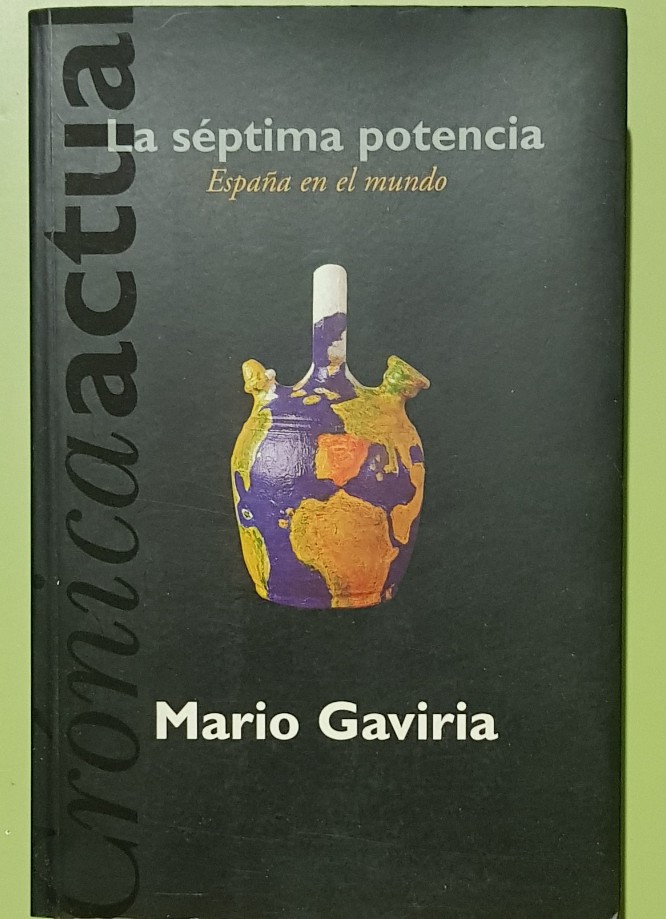 La séptima potencia
España en el mundo
Mario Gaviria
Crónicaactual